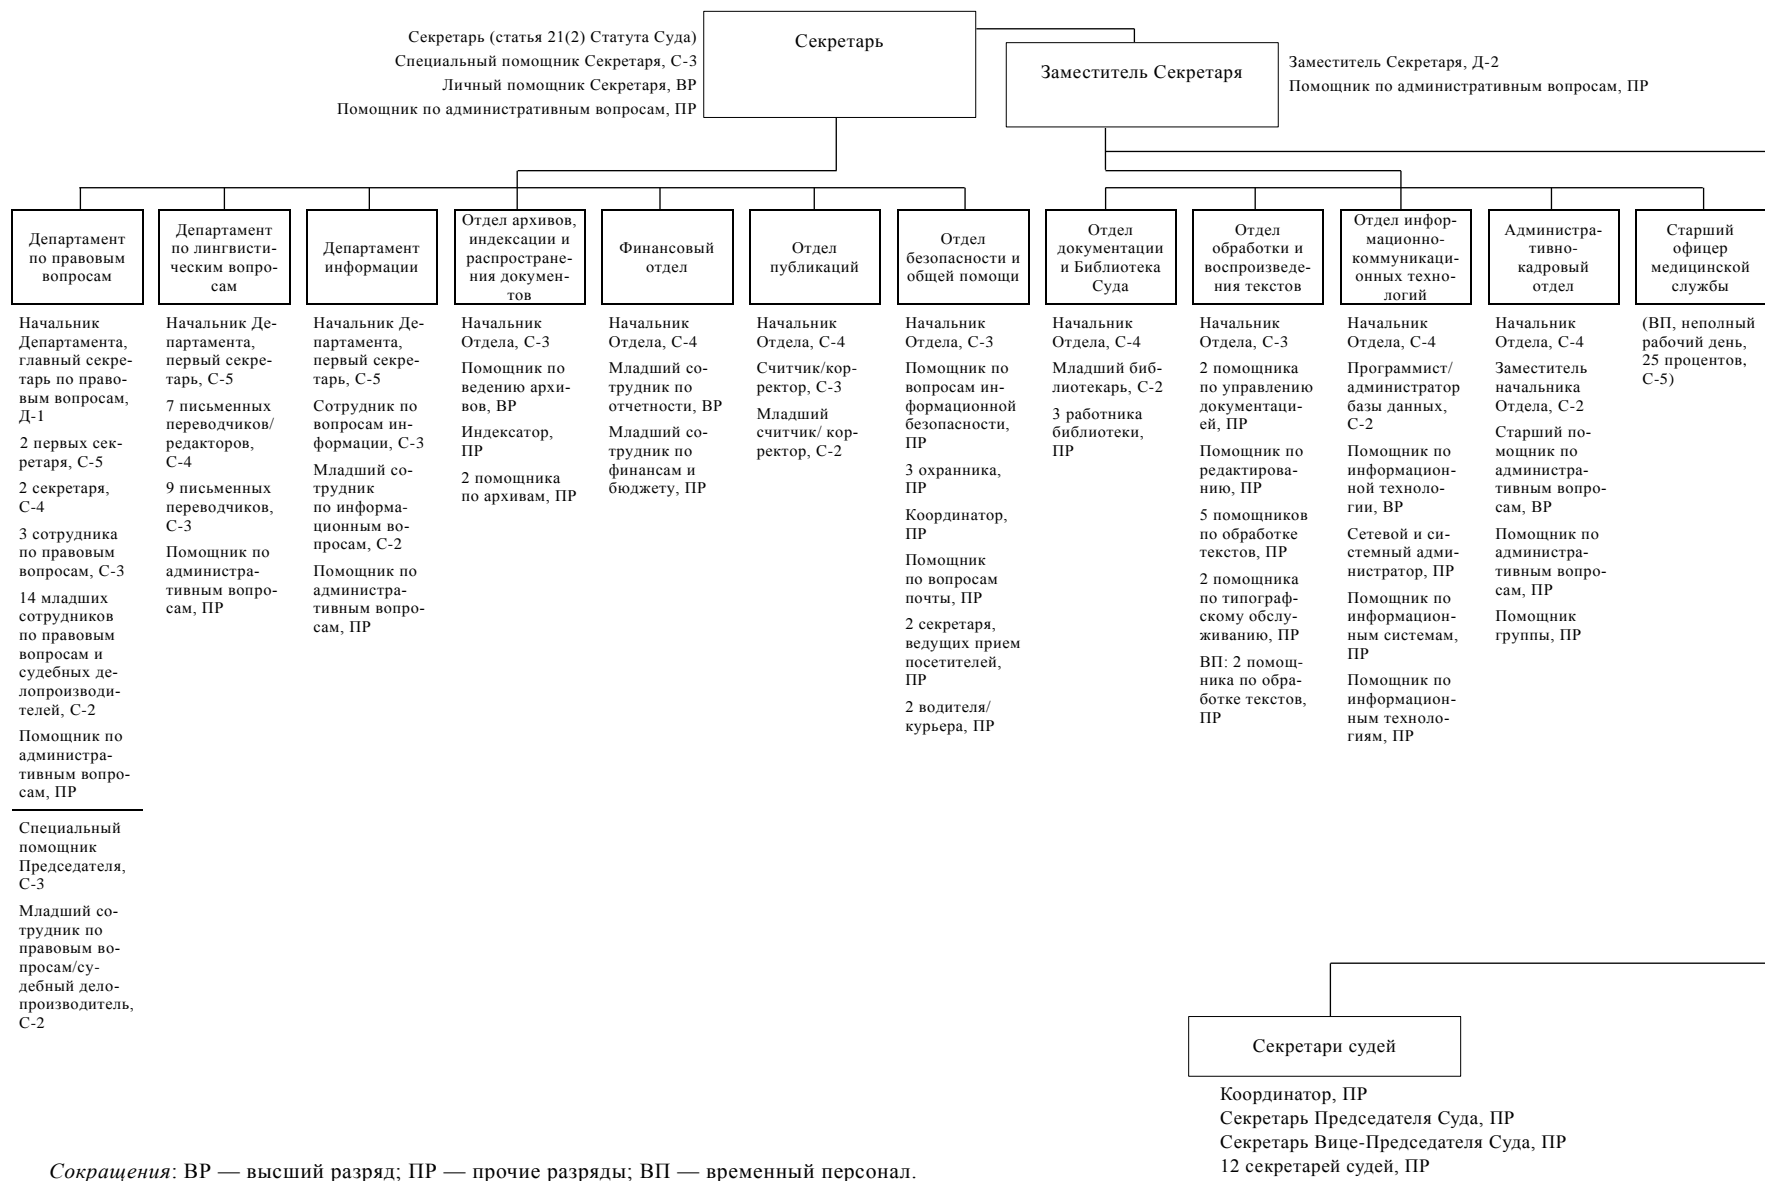 Секретарь (статья 21(2) Статута Суда)
Специальный помощник Секретаря, С-3
Личный помощник Секретаря, ВР
Помощник по административным вопросам, ПР
Секретарь
Заместитель Секретаря
Заместитель Секретаря, Д-2
Помощник по административным вопросам, ПР
Департамент
по правовым
вопросам
Начальник
Департамента,
главный секре-
тарь по право-
вым вопросам,
Д-1
2 первых сек-
ретаря, С-5
2 секретаря,
С-4
3 сотрудника
по правовым
вопросам, С-3
14 младших
сотрудников
по правовым
вопросам и
судебных де-
лопроизводи-
телей, С-2
Помощник по
администра-
тивным вопро-
сам, ПР
Специальный
помощник
Председателя,
С-3
Младший со-
трудник по
правовым во-
просам/су-
дебный дело-
производитель,
С-2
Департамент
по лингвисти-
ческим вопро-
сам
Начальник Де-
партамента,
первый секре-
тарь, С-5
7 письменных
переводчиков/
редакторов,
С-4
9 письменных
переводчиков,
С-3
Помощник по
администра-
тивным вопро-
сам, ПР
Департамент
информации
Начальник Де-
партамента,
первый секре-
тарь, С-5
Сотрудник по
вопросам ин-
формации, С-3
Младший со-
трудник
по информа-
ционным во-
просам, С-2
Помощник по
администра-
тивным вопро-
сам, ПР
Отдел архивов,
индексации и
распростране-
ния докумен-
тов
Начальник
Отдела, С-3
Помощник по
ведению архи-
вов, ВР
Индексатор,
ПР
2 помощника
по архивам, ПР
Финансовый
отдел
Начальник
Отдела, С-4
Младший со-
трудник по
отчетности, ВР
Младший со-
трудник по
финансам и
бюджету, ПР
Отдел
публикаций
Начальник
Отдела, С-4
Считчик/кор-
ректор, С-3
Младший
считчик/ кор-
ректор, С-2
Отдел
безопасности и
общей помощи
Начальник
Отдела, С-3
Помощник по
вопросам ин-
формационной
безопасности,
ПР
3 охранника,
ПР
Координатор,
ПР
Помощник
по вопросам
почты, ПР
2 секретаря,
ведущих прием
посетителей,
ПР
2 водителя/
курьера, ПР
Отдел
документации
и Библиотека
Суда
Начальник
Отдела, С-4
Младший биб-
лиотекарь, С-2
3 работника
библиотеки,
ПР
Отдел
обработки и
воспроизведе-
ния текстов
Начальник
Отдела, С-3
2 помощника
по управлению
документаци-
ей, ПР
Помощник по
редактирова-
нию, ПР
5 помощников
по обработке
текстов, ПР
2 помощника
по типограф-
скому обслу-
живанию, ПР
ВП: 2 помощ-
ника по обра-
ботке текстов,
ПР
Отдел инфор-
мационно-
коммуникаци-
онных техно-
логий
Начальник
Отдела, С-4
Программист/
администратор
базы данных,
С-2
Помощник по
информацион-
ной техноло-
гии, ВР
Сетевой и си-
стемный адми-
нистратор, ПР
Помощник по
информацион-
ным системам,
ПР
Помощник по
информацион-
ным техноло-
гиям, ПР
Администра-
тивно-
кадровый
отдел
Начальник
Отдела, С-4
Заместитель
начальника
Отдела, С-2
Старший по-
мощник по
администра-
тивным вопро-
сам, ВР
Помощник по
администра-
тивным вопро-
сам, ПР
Помощник
группы, ПР
Старший
офицер
медицинской
службы
(ВП, неполный
рабочий день,
25 процентов,
С-5)
Секретари судей
Координатор, ПР
Секретарь Председателя Суда, ПР
Секретарь Вице-Председателя Суда, ПР
12 секретарей судей, ПР
Сокращения: ВР — высший разряд; ПР — прочие разряды; ВП — временный персонал.